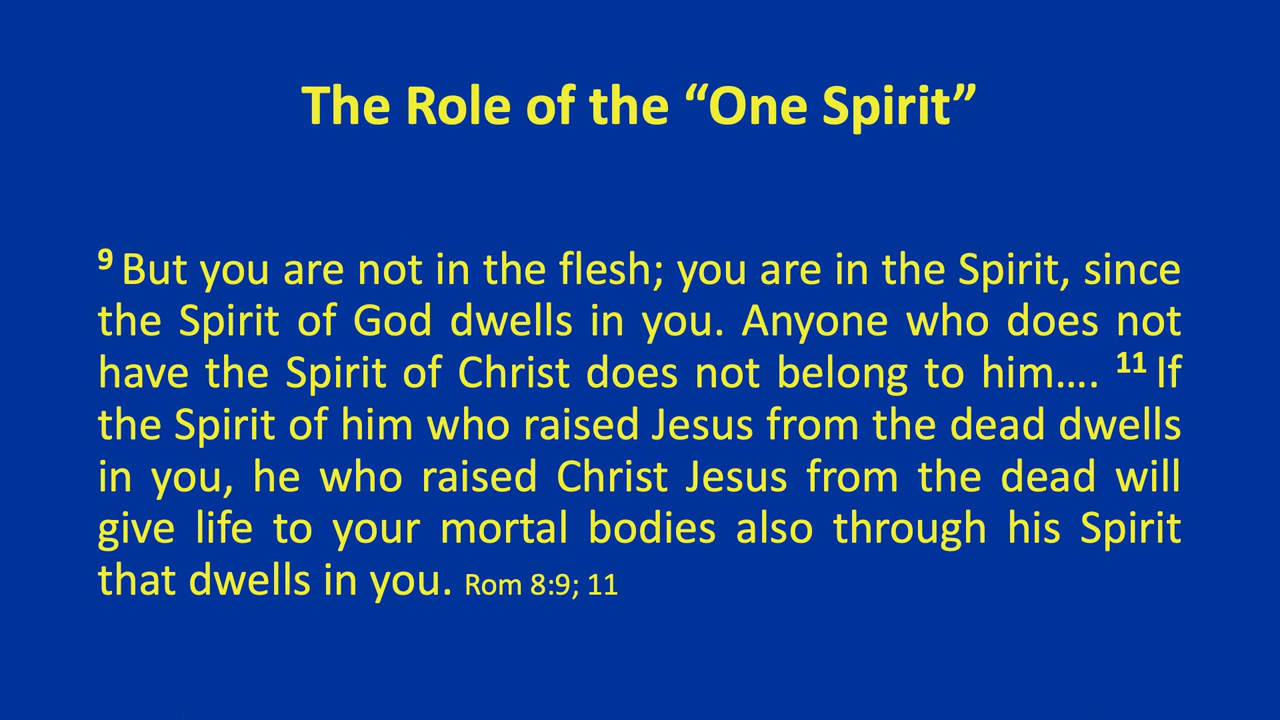 The Role of the “One Spirit”
9 But you are not in the flesh; you are in the Spirit, since
the Spirit of God dwells in you. Anyone who does not
have the Spirit of Christ does not belong to him…. 11 If
the Spirit of him who raised Jesus from the dead dwells
in you, he who raised Christ Jesus from the dead will
give life to your mortal bodies also through his Spirit
that dwells in you. Rom 8:9; 11